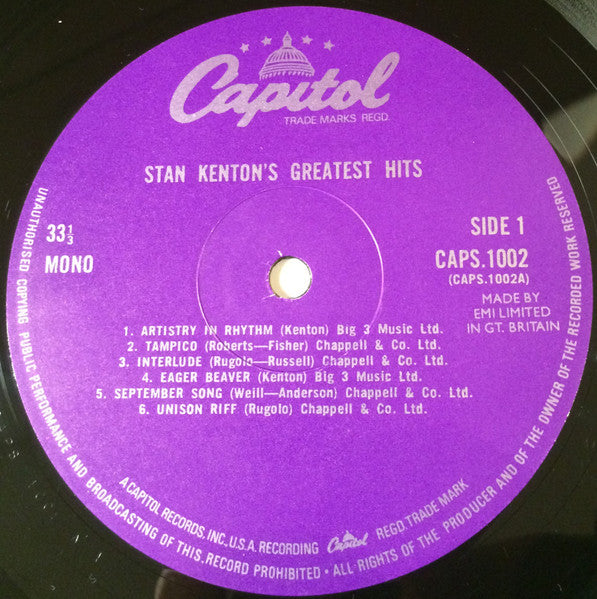 Capitol
TRADE MARKS REGD.
STAN KENTON'S GREATEST HITS
33⅓
MONO
SIDE 1
CAPS.1002
(CAPS.1002A)
MADE BY
EMI LIMITED
IN GT. BRITAIN
1. ARTISTRY IN RHYTHM (Kenton) Big 3 Music Ltd.
2. TAMPICO (Roberts—Fisher) Chappell & Co. Ltd.
3. INTERLUDE (Rugolo—Russell) Chappell & Co. Ltd.
4. EAGER BEAVER (Kenton) Big 3 Music Ltd.
5. SEPTEMBER SONG (Weill—Anderson) Chappell & Co. Ltd.
6. UNISON RIFF (Rugolo) Chappell & Co. Ltd.
A CAPITOL RECORDS, INC. U.S.A. RECORDING Capitol REGD TRADE MARK
UNAUTHORISED COPYING PUBLIC PERFORMANCE AND BROADCASTING OF THIS RECORD PROHIBITED • ALL RIGHTS OF THE PRODUCER AND OF THE OWNER OF THE RECORDED WORK RESERVED